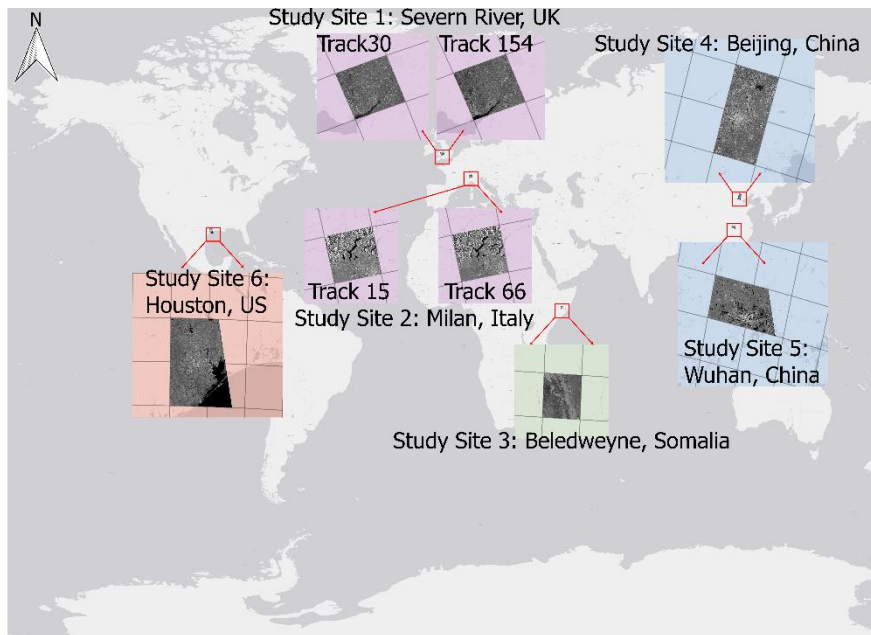 N
Study Site 1: Severn River, UK
Track30
Track 154
Study Site 4: Beijing, China
Track 15
Track 66
Study Site 2: Milan, Italy
Study Site 6:
Houston, US
Study Site 5:
Wuhan, China
Study Site 3: Beledweyne, Somalia